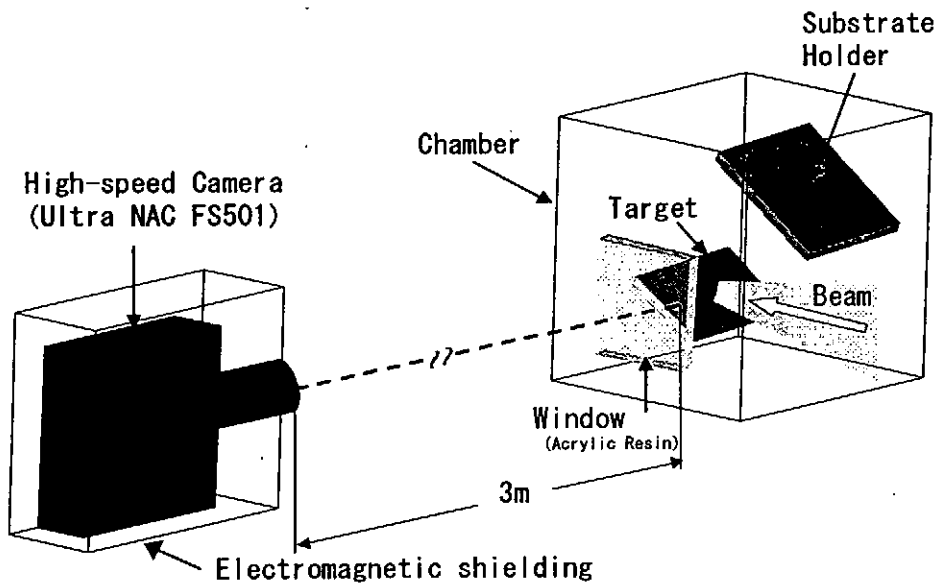 Substrate
Holder
Chamber
High-speed Camera
(Ultra NAC FS501)
Target
Beam
Window
(Acrylic Resin)
3m
Electromagnetic shielding